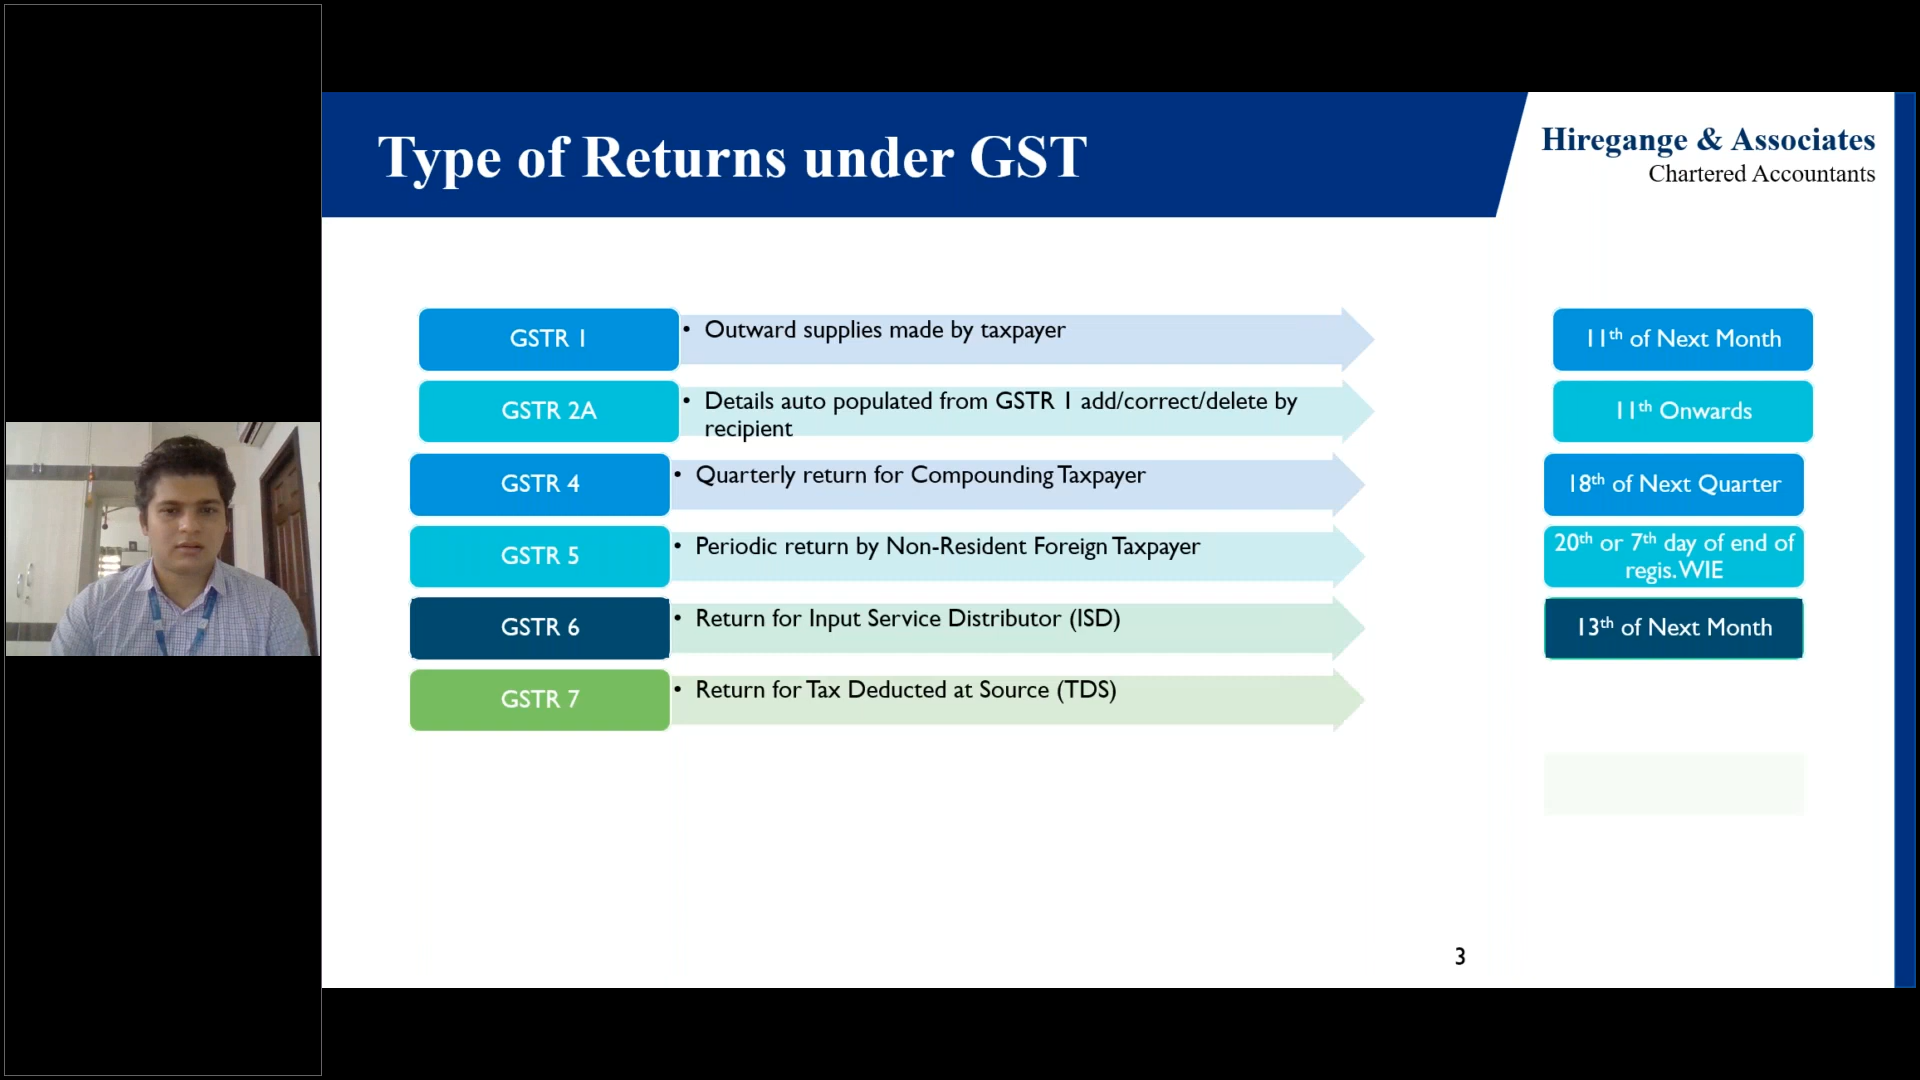 Type of Returns under GST
Hiregange & Associates
Chartered Accountants
GSTR 1
• Outward supplies made by taxpayer
11th of Next Month
GSTR 2A
• Details auto populated from GSTR 1 add/correct/delete by
recipient
11th Onwards
GSTR 4
• Quarterly return for Compounding Taxpayer
18th of Next Quarter
GSTR 5
• Periodic return by Non-Resident Foreign Taxpayer
20th or 7th day of end of
regis. WIE
GSTR 6
• Return for Input Service Distributor (ISD)
13th of Next Month
GSTR 7
• Return for Tax Deducted at Source (TDS)
3